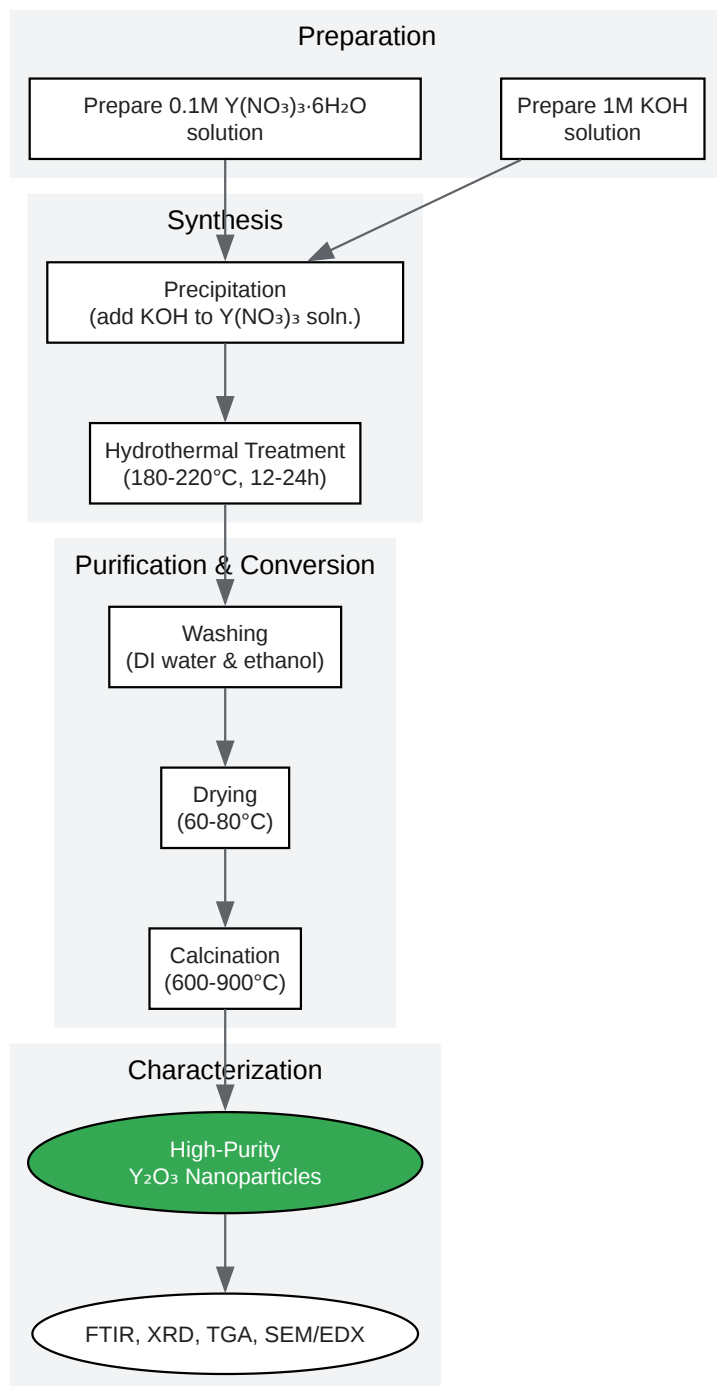 Preparation
Prepare 0.1M Y(NO₃)₃·6H₂O
solution
Prepare 1M KOH
solution
Synthesis
Precipitation
(add KOH to Y(NO₃)₃ soln.)
Hydrothermal Treatment
(180-220°C, 12-24h)
Purification & Conversion
Washing
(DI water & ethanol)
Drying
(60-80°C)
Calcination
(600-900°C)
Characterization
High-Purity
Y₂O₃ Nanoparticles
FTIR, XRD, TGA, SEM/EDX